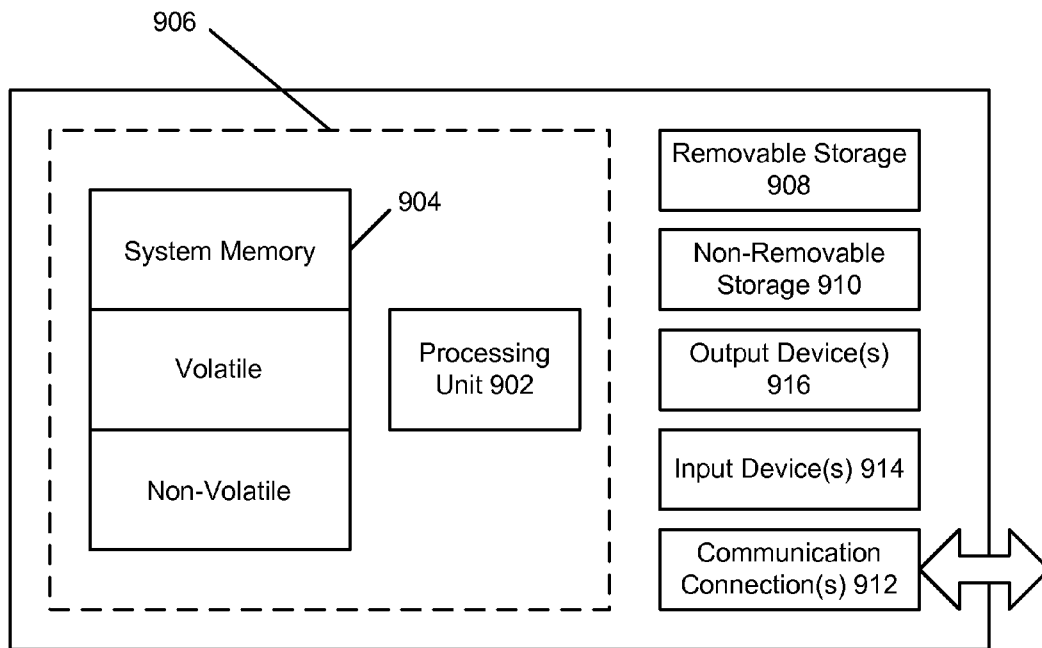 906
904
System Memory
Volatile
Non-Volatile
Processing
Unit 902
Removable Storage
908
Non-Removable
Storage 910
Output Device(s)
916
Input Device(s) 914
Communication
Connection(s) 912